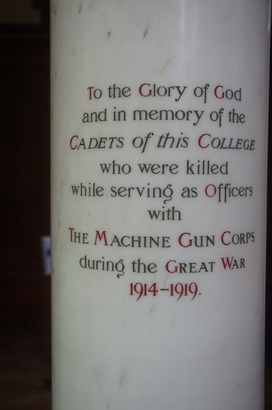 To the Glory of God
and in memory of the
CADETS of this COLLEGE
who were killed
while serving as Officers
with
THE MACHINE GUN CORPS
during the GREAT WAR
1914-1919.